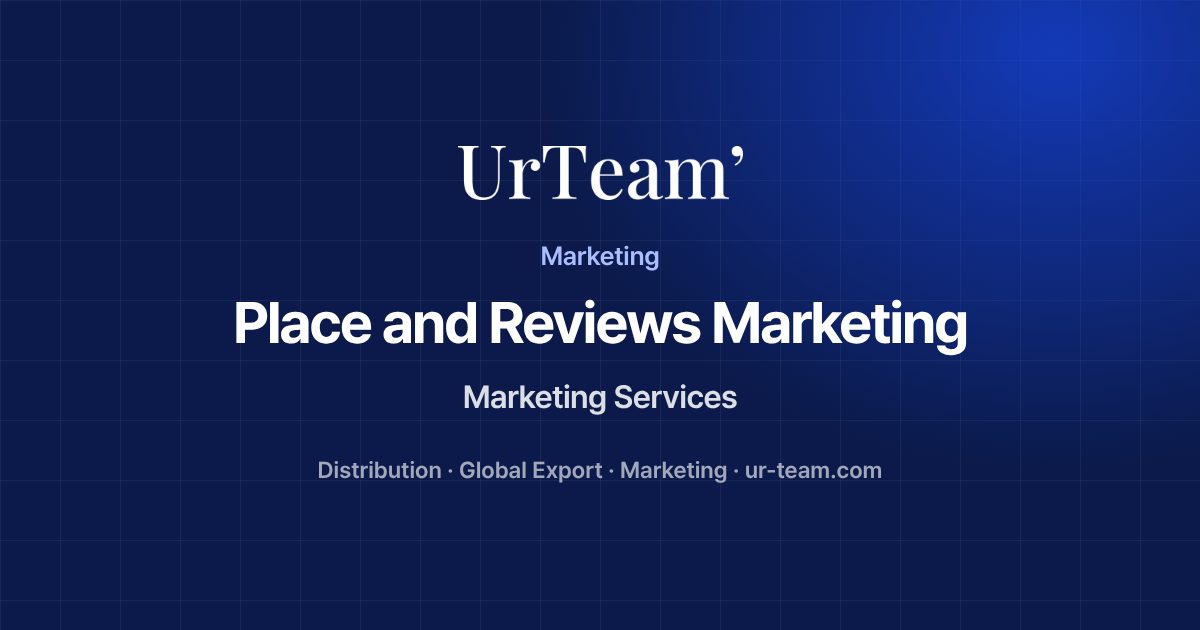 UrTeam’
Marketing
Place and Reviews Marketing
Marketing Services
Distribution · Global Export · Marketing · ur-team.com